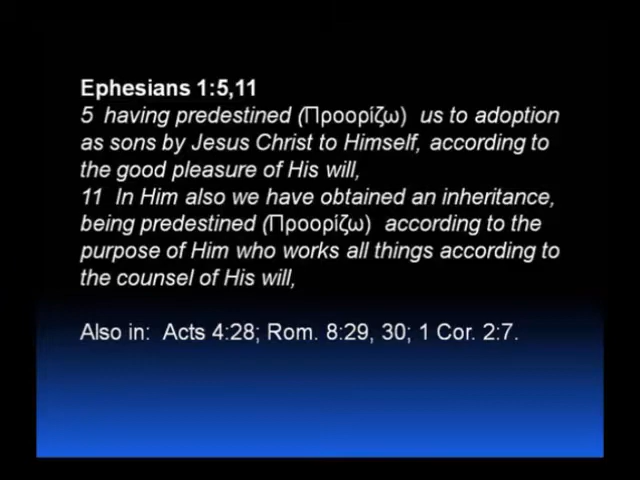 Ephesians 1:5,11
5 having predestined (Προορίζω) us to adoption
as sons by Jesus Christ to Himself, according to
the good pleasure of His will,
11 In Him also we have obtained an inheritance,
being predestined (Προορίζω) according to the
purpose of Him who works all things according to
the counsel of His will,
Also in: Acts 4:28; Rom. 8:29, 30; 1 Cor. 2:7.